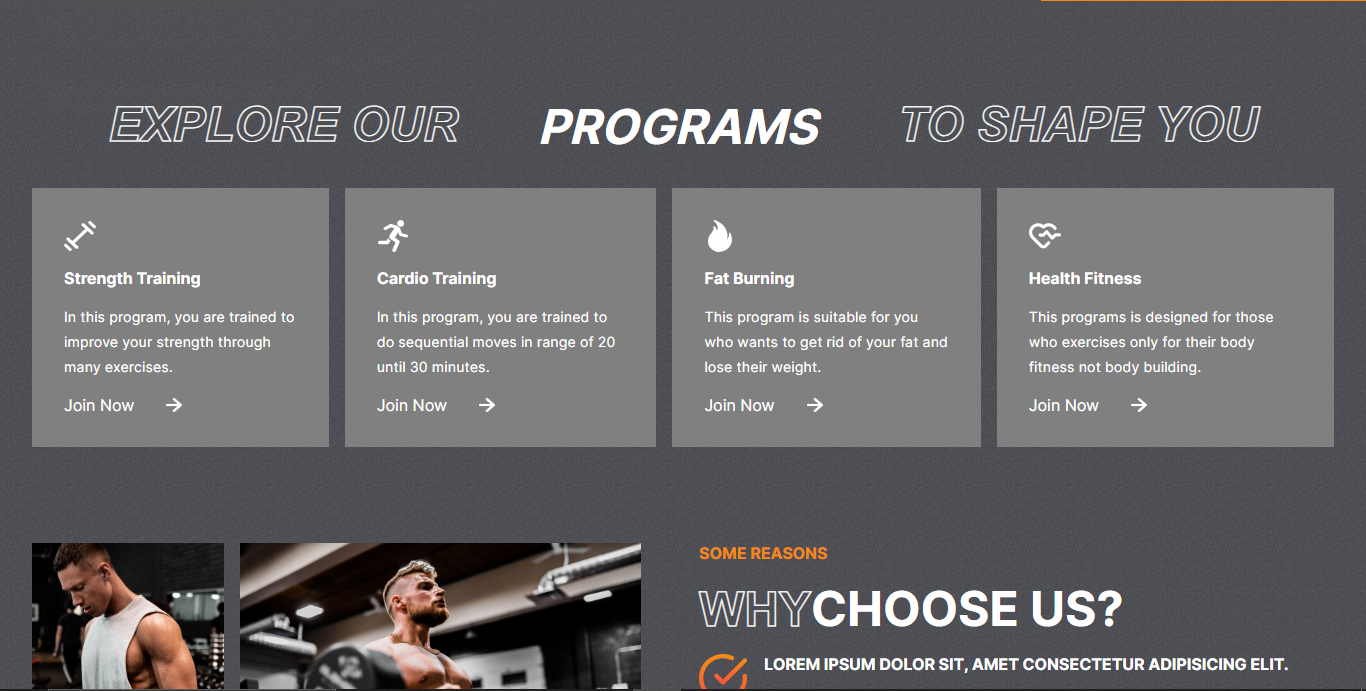 EXPLORE OUR PROGRAMS TO SHAPE YOU
Strength Training
In this program, you are trained to
improve your strength through
many exercises.
Join Now
Cardio Training
In this program, you are trained to
do sequential moves in range of 20
until 30 minutes.
Join Now
Fat Burning
This program is suitable for you
who wants to get rid of your fat and
lose their weight.
Join Now
Health Fitness
This programs is designed for those
who exercises only for their body
fitness not body building.
Join Now
SOME REASONS
WHYCHOOSE US?
LOREM IPSUM DOLOR SIT, AMET CONSECTETUR ADIPISICING ELIT.